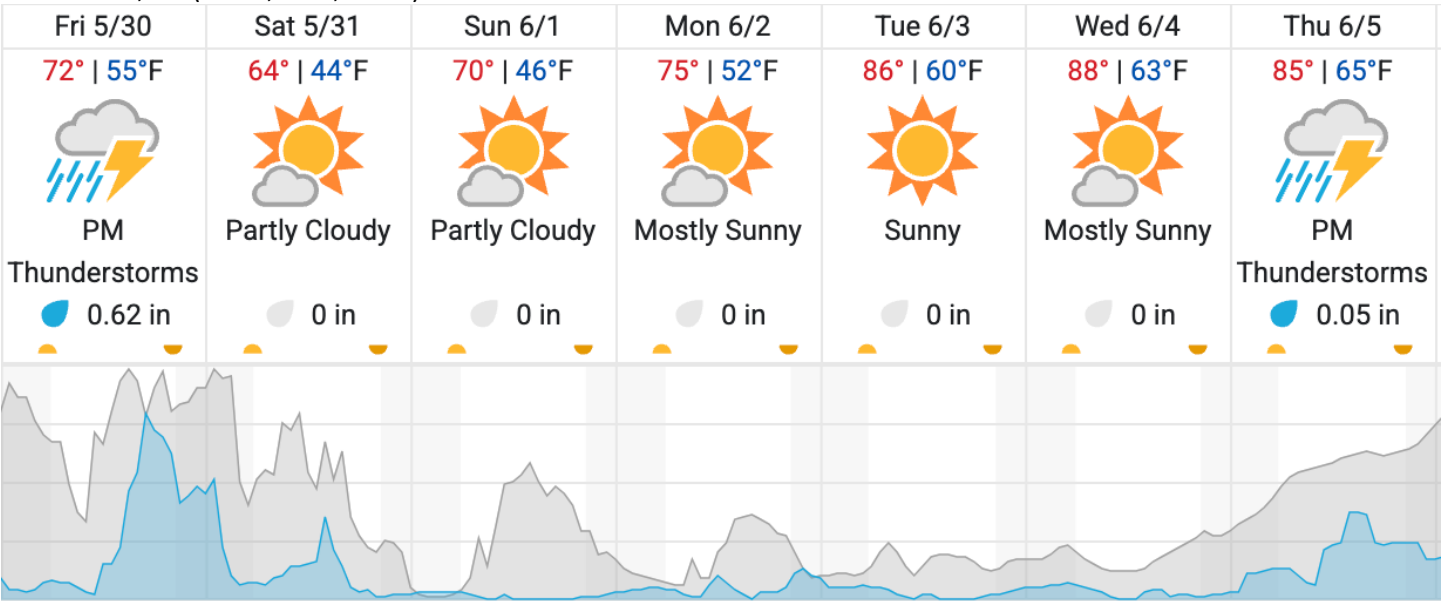 Fri 5/30 Sat 5/31 Sun 6/1 Mon 6/2 Tue 6/3 Wed 6/4 Thu 6/5
72° | 55°F 64° | 44°F 70° | 46°F 75° | 52°F 86° | 60°F 88° | 63°F 85° | 65°F
PM Partly Cloudy Partly Cloudy Mostly Sunny Sunny Mostly Sunny PM
Thunderstorms Thunderstorms
0.62 in 0 in 0 in 0 in 0 in 0 in 0.05 in